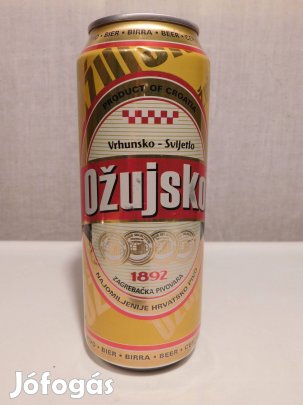 BIER • BIRRA • BEER
ŽUJSK
PRODUCT OF CROATIA
Vrhunsko - Svijetlo
Ožujsko
1892
ZAGREBAČKA PIVOVARA
NAJOMILJENIJE HRVATSKO PIVO
BIER • BIRRA • BEER
Jófogás